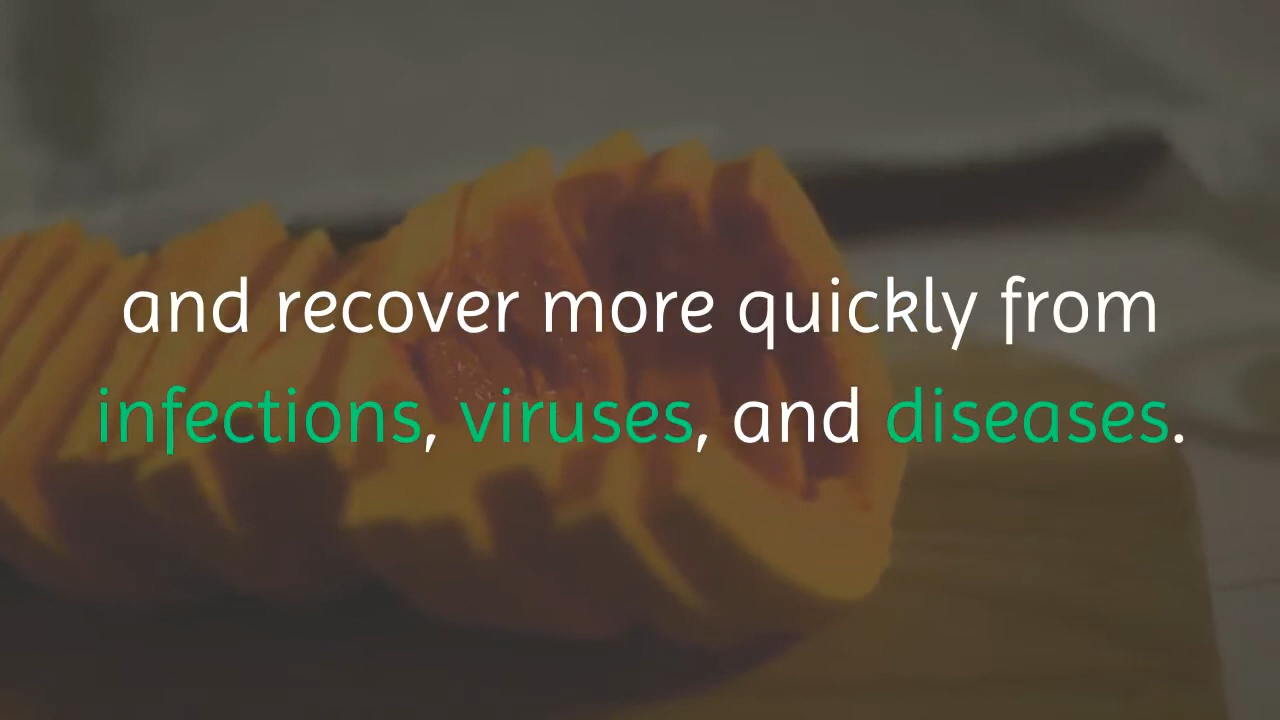 and recover more quickly from
infections, viruses, and diseases.